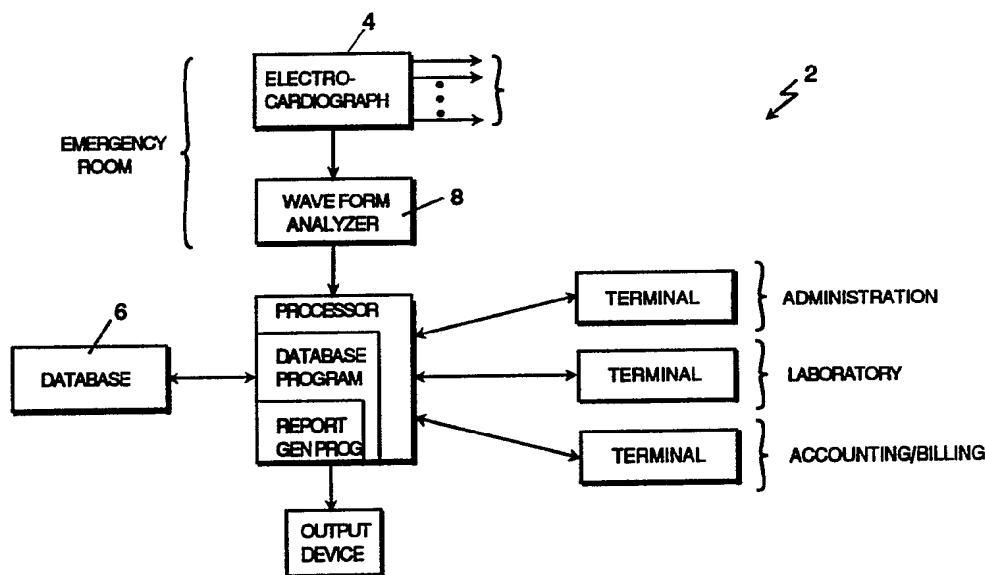 4
ELECTRO-
CARDIOGRAPH
2
EMERGENCY
ROOM
WAVE FORM
ANALYZER
8
PROCESSOR
DATABASE
PROGRAM
REPORT
GEN PROG
6
DATABASE
TERMINAL
ADMINISTRATION
TERMINAL
LABORATORY
TERMINAL
ACCOUNTING/BILLING
OUTPUT
DEVICE